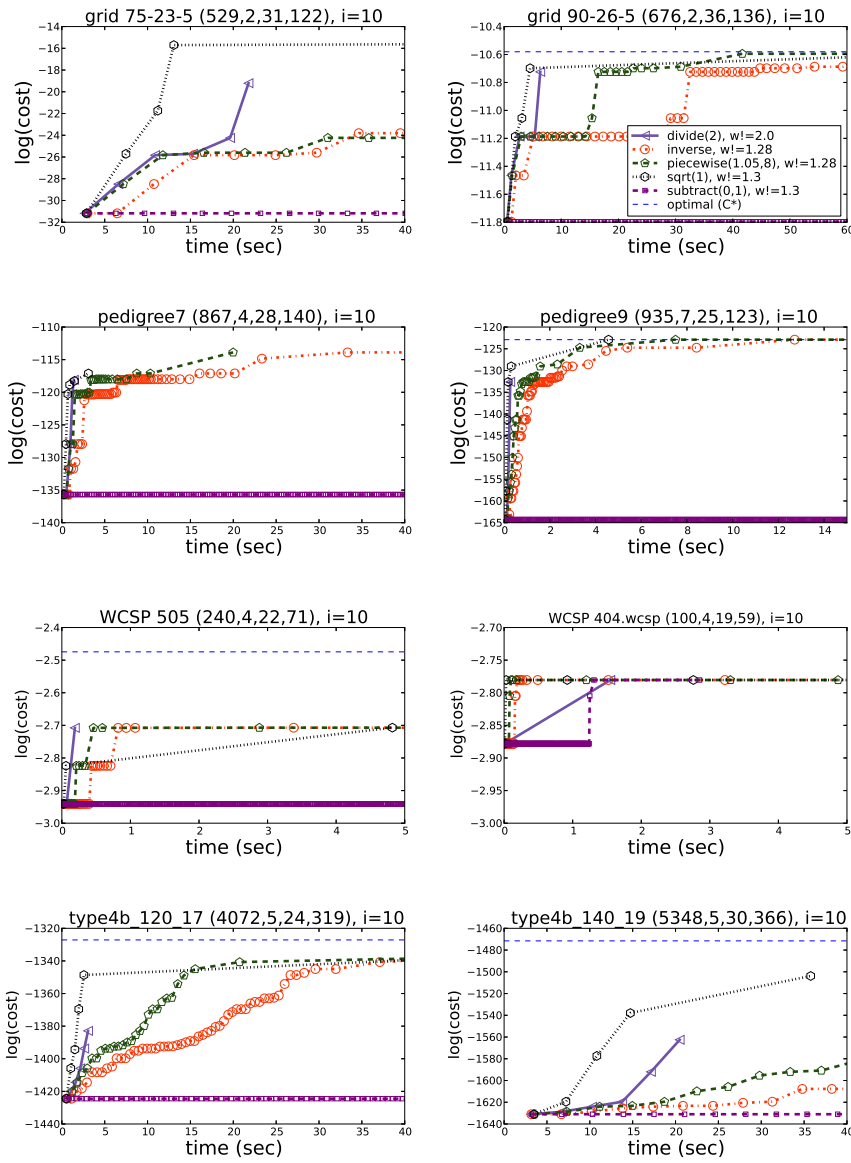 grid 75-23-5 (529,2,31,122), i=10
−14
−16
−18
−20
−22
−24
−26
−28
−30
−32
log(cost)
0 5 10 15 20 25 30 35 40
time (sec)
grid 90-26-5 (676,2,36,136), i=10
−10.4
−10.6
−10.8
−11.0
−11.2
−11.4
−11.6
−11.8
log(cost)
divide(2), w!=2.0
inverse, w!=1.28
piecewise(1.05,8), w!=1.28
sqrt(1), w!=1.3
subtract(0,1), w!=1.3
optimal (C*)
0 10 20 30 40 50 60
time (sec)
pedigree7 (867,4,28,140), i=10
−110
−115
−120
−125
−130
−135
−140
log(cost)
0 5 10 15 20 25 30 35 40
time (sec)
pedigree9 (935,7,25,123), i=10
−120
−125
−130
−135
−140
−145
−150
−155
−160
−165
log(cost)
0 2 4 6 8 10 12 14
time (sec)
WCSP 505 (240,4,22,71), i=10
−2.4
−2.5
−2.6
−2.7
−2.8
−2.9
−3.0
log(cost)
0 1 2 3 4 5
time (sec)
WCSP 404.wcsp (100,4,19,59), i=10
−2.70
−2.75
−2.80
−2.85
−2.90
−2.95
−3.00
log(cost)
0 1 2 3 4 5
time (sec)
type4b_120_17 (4072,5,24,319), i=10
−1320
−1340
−1360
−1380
−1400
−1420
−1440
log(cost)
0 5 10 15 20 25 30 35 40
time (sec)
type4b_140_19 (5348,5,30,366), i=10
−1460
−1480
−1500
−1520
−1540
−1560
−1580
−1600
−1620
−1640
log(cost)
0 5 10 15 20 25 30 35 40
time (sec)